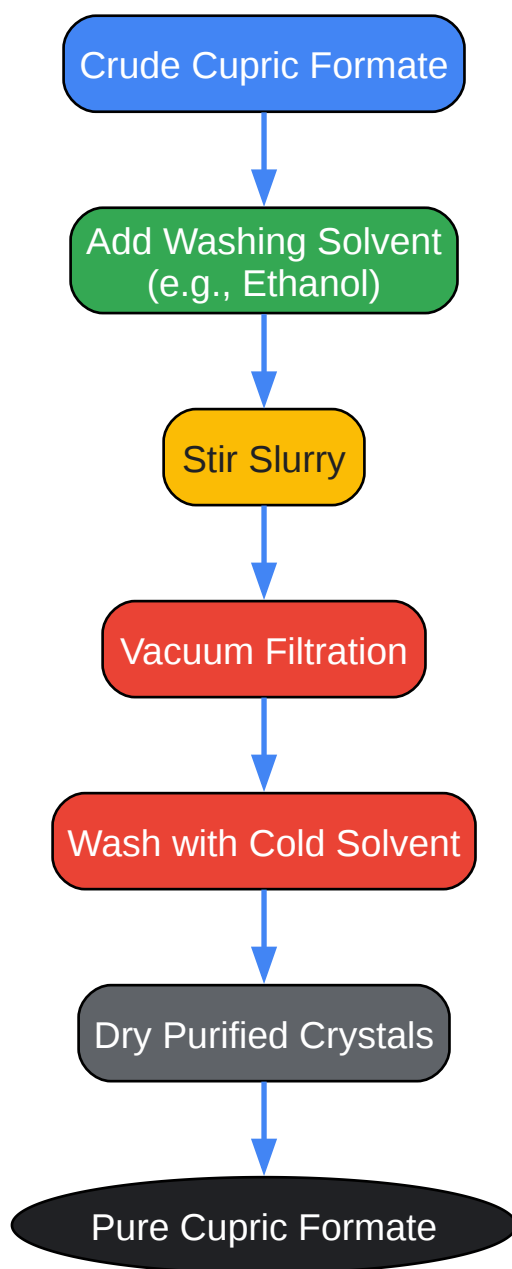 Crude Cupric Formate
Add Washing Solvent
(e.g., Ethanol)
Stir Slurry
Vacuum Filtration
Wash with Cold Solvent
Dry Purified Crystals
Pure Cupric Formate